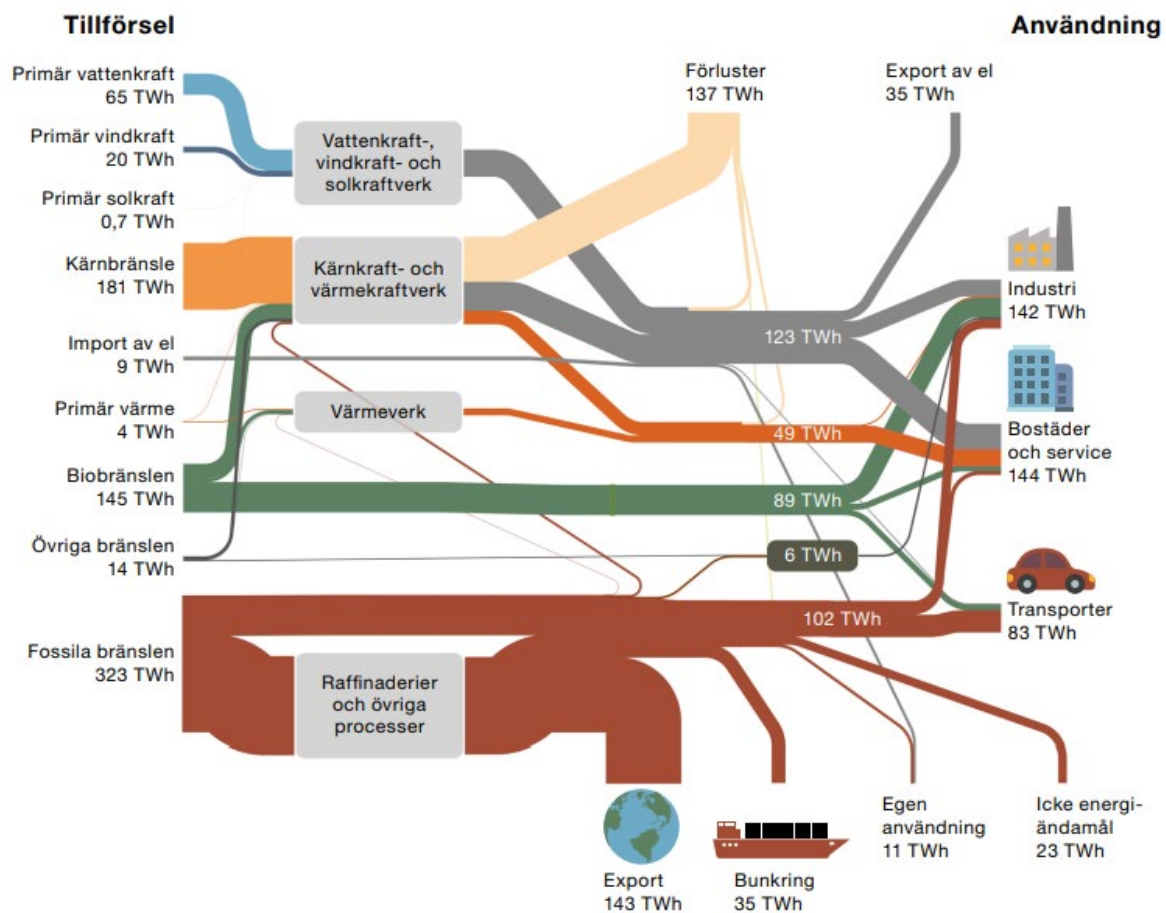 Tillförsel
Användning
Primär vattenkraft
65 TWh
Primär vindkraft
20 TWh
Primär solkraft
0,7 TWh
Kärnbränsle
181 TWh
Import av el
9 TWh
Primär värme
4 TWh
Biobränslen
145 TWh
Övriga bränslen
14 TWh
Fossila bränslen
323 TWh
Vattenkraft-,
vindkraft- och
solkraftverk
Kärnkraft- och
värmekraftverk
Värmeverk
Raffinaderier
och övriga
processer
Förluster
137 TWh
Export av el
35 TWh
123 TWh
49 TWh
89 TWh
6 TWh
102 TWh
Industri
142 TWh
Bostäder
och service
144 TWh
Transporter
83 TWh
Export
143 TWh
Bunkring
35 TWh
Egen
användning
11 TWh
Icke energi-
ändamål
23 TWh